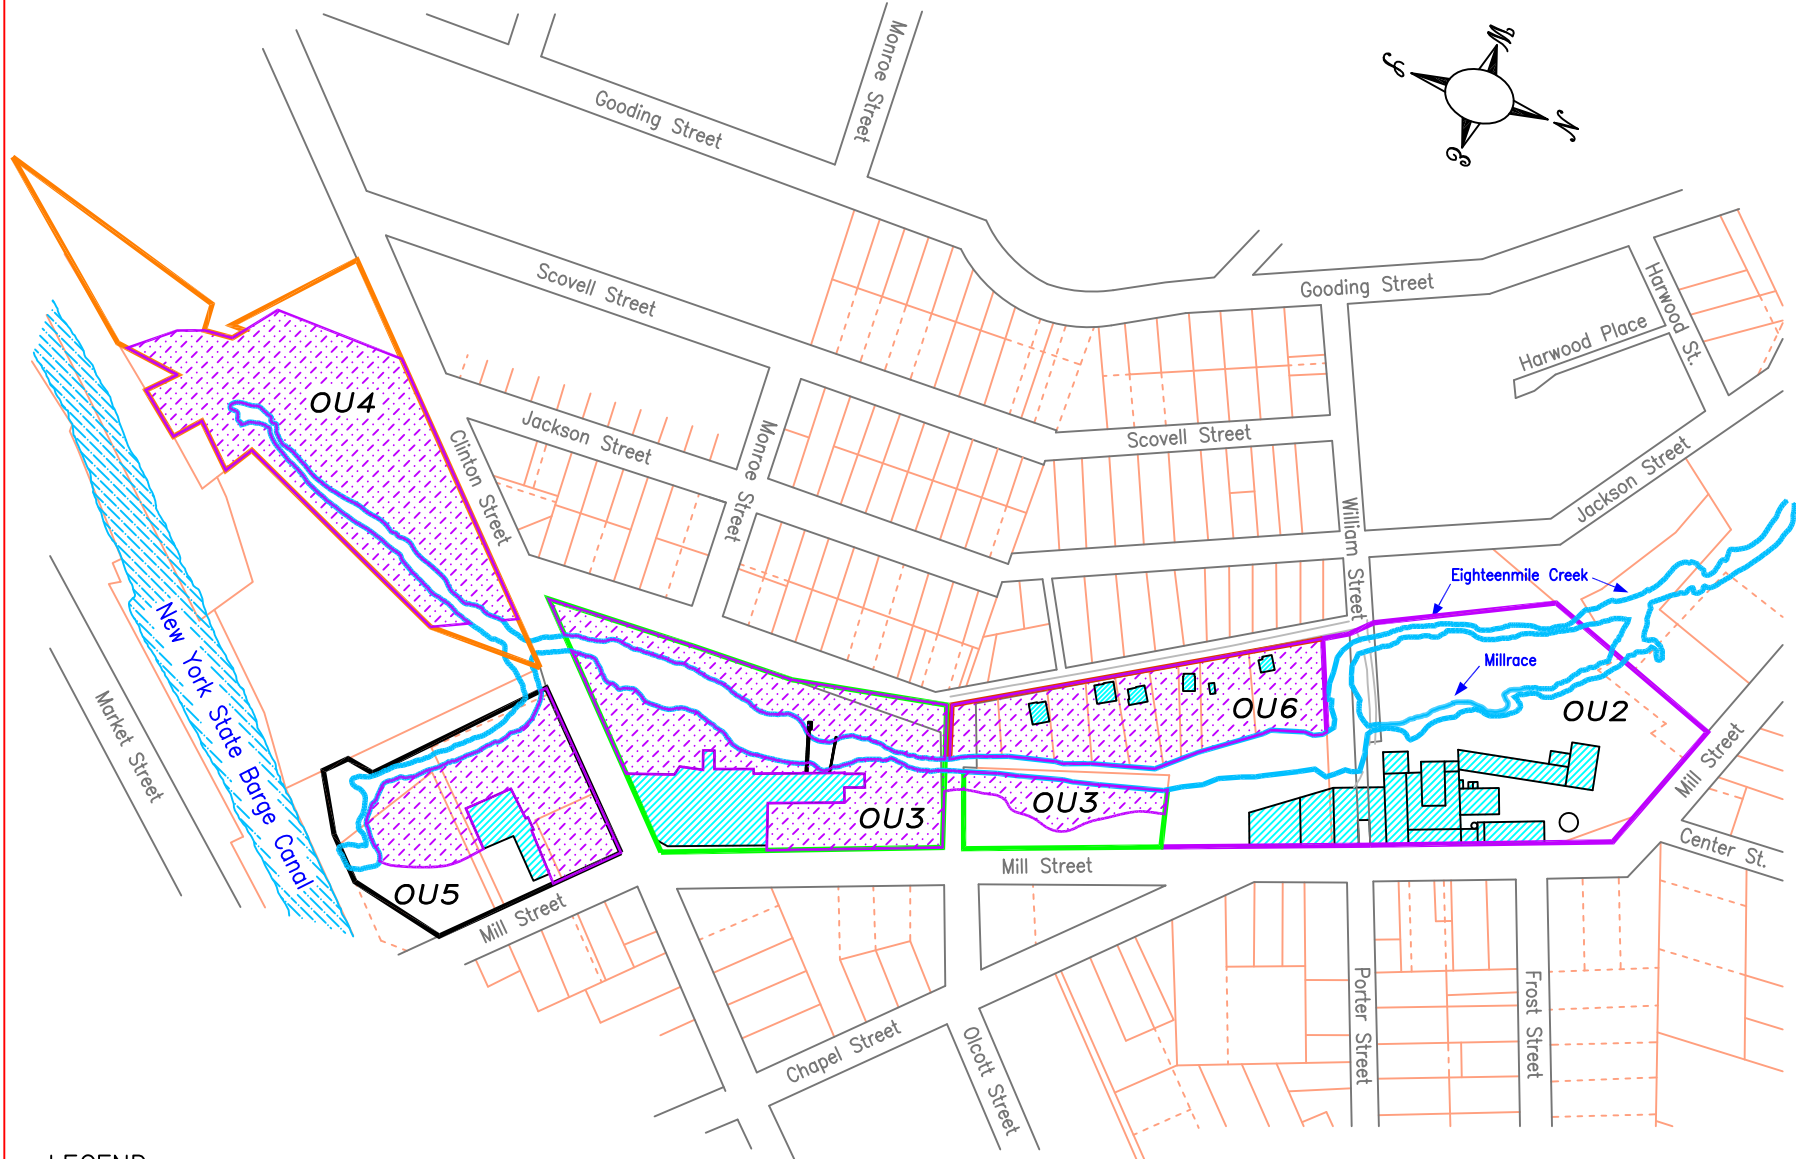 Monroe Street
W
S
N
E
Gooding Street
Scovell Street
Gooding Street
Harwood St.
Harwood Place
OU4
Jackson Street
Clinton Street
Monroe Street
Scovell Street
Jackson Street
William Street
Eighteenmile Creek
Millrace
OU6
OU2
New York State Barge Canal
Market Street
OU3
OU3
Mill Street
Mill Street
Center St.
OU5
Mill Street
Chapel Street
Olcott Street
Porter Street
Frost Street
LEGEND